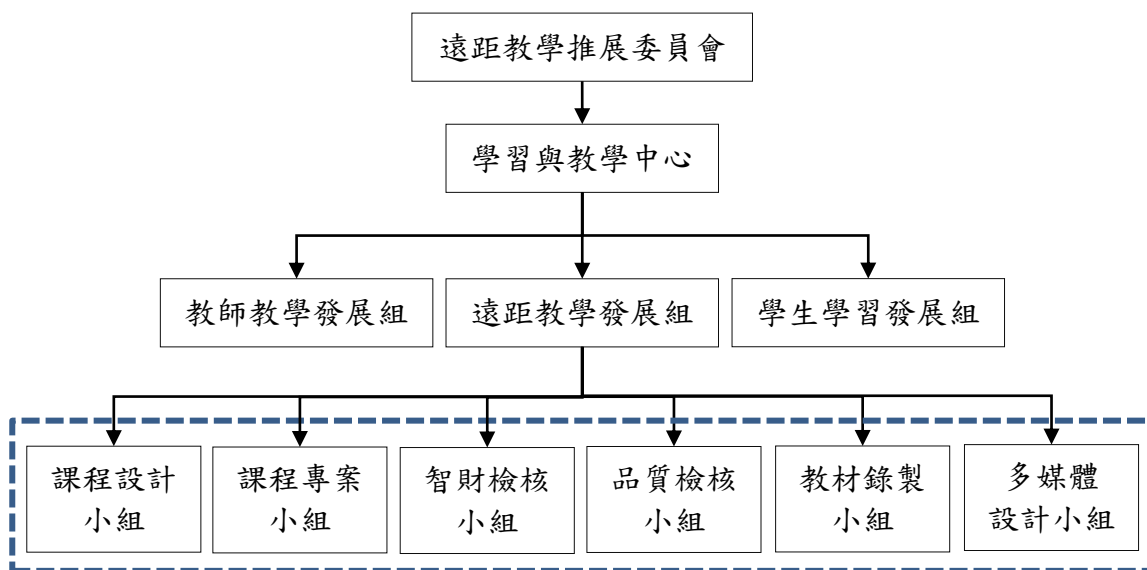 遠距教學推展委員會
學習與教學中心
教師教學發展組
遠距教學發展組
學生學習發展組
課程設計
小組
課程專案
小組
智財檢核
小組
品質檢核
小組
教材錄製
小組
多媒體
設計小組